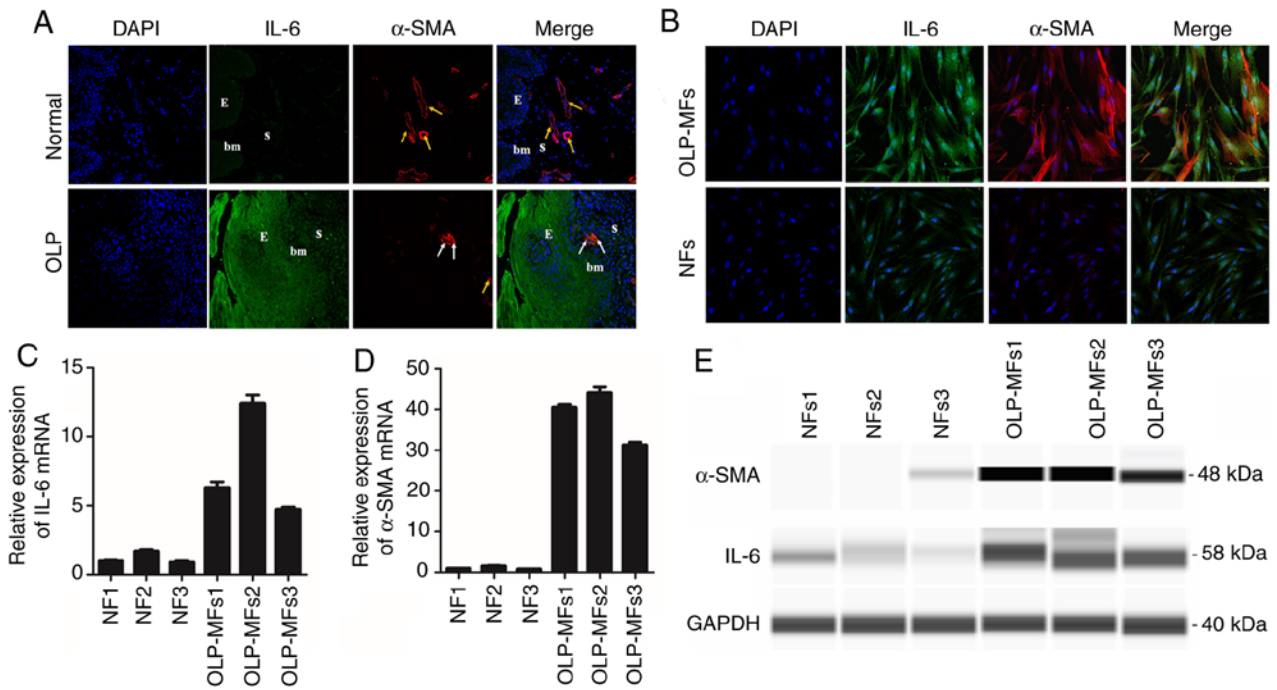 A
DAPI
IL-6
α-SMA
Merge
Normal
E
bm
S
E
bm
S
OLP
E
bm
S
E
bm
S
B
DAPI
IL-6
α-SMA
Merge
OLP-MFs
NFs
C
Relative expression
of IL-6 mRNA
15
10
5
0
NF1
NF2
NF3
OLP-MFs1
OLP-MFs2
OLP-MFs3
D
Relative expression
of α-SMA mRNA
50
40
30
20
10
0
NF1
NF2
NF3
OLP-MFs1
OLP-MFs2
OLP-MFs3
E
NFs1
NFs2
NFs3
OLP-MFs1
OLP-MFs2
OLP-MFs3
α-SMA
- 48 kDa
IL-6
- 58 kDa
GAPDH
- 40 kDa